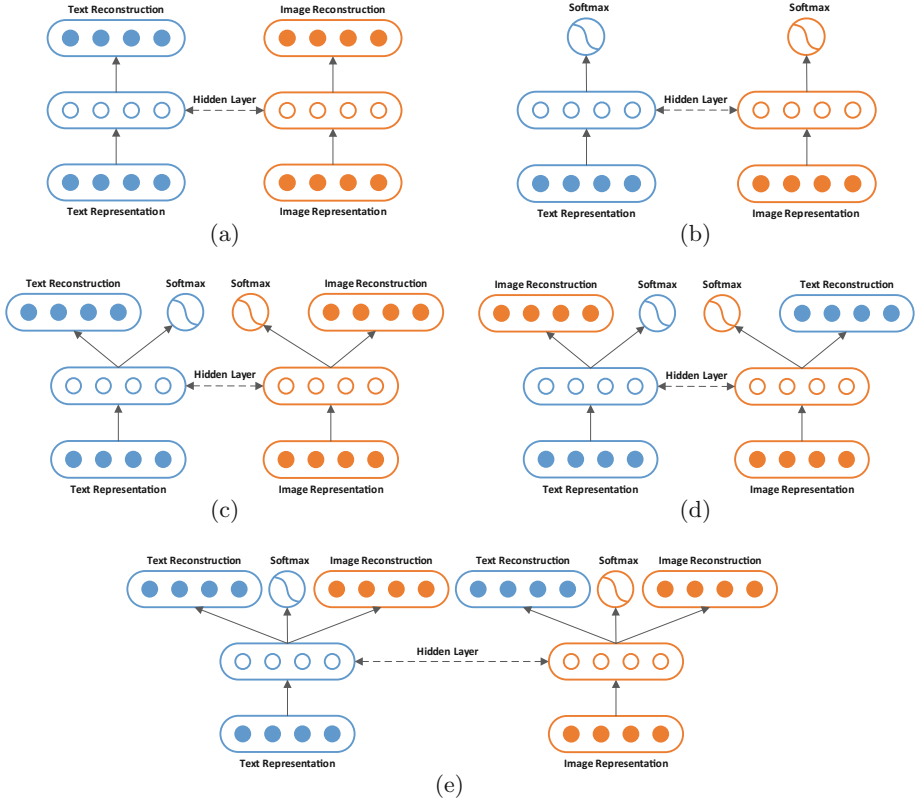 Text Reconstruction
Image Reconstruction
Hidden Layer
Text Representation
Image Representation
(a)
Softmax
Softmax
Hidden Layer
Text Representation
Image Representation
(b)
Text Reconstruction
Softmax
Softmax
Image Reconstruction
Hidden Layer
Text Representation
Image Representation
(c)
Image Reconstruction
Softmax
Softmax
Text Reconstruction
Hidden Layer
Text Representation
Image Representation
(d)
Text Reconstruction
Softmax
Image Reconstruction
Text Reconstruction
Softmax
Image Reconstruction
Hidden Layer
Text Representation
Image Representation
(e)